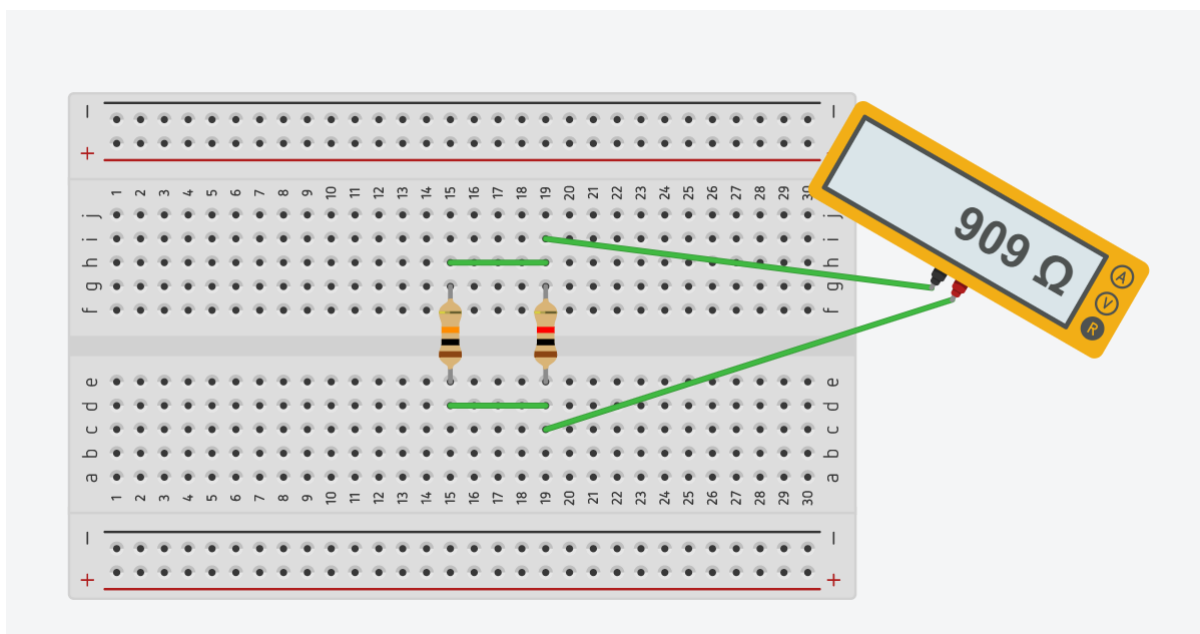 − −
+
1 2 3 4 5 6 7 8 9 10 11 12 13 14 15 16 17 18 19 20 21 22 23 24 25 26 27 28 29 30
j j
i i
h h
g g
f f
909 Ω
A
V
R
e e
d d
c c
b b
a a
1 2 3 4 5 6 7 8 9 10 11 12 13 14 15 16 17 18 19 20 21 22 23 24 25 26 27 28 29 30
− −
+ +